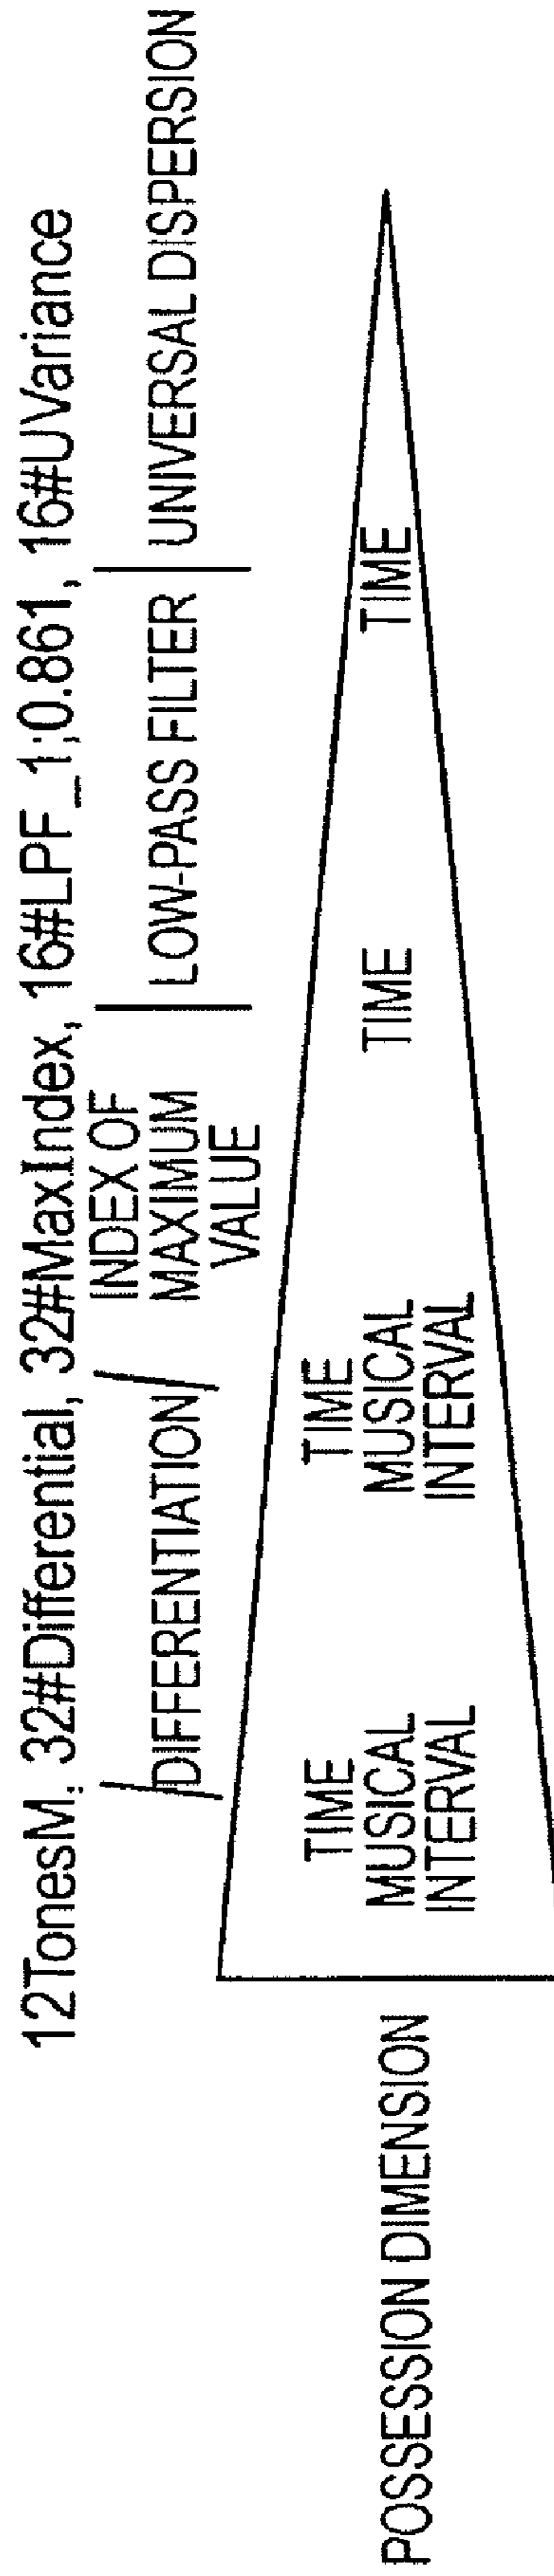 12TonesM, 32#Differential, 32#MaxIndex, 16#LPF_1;0.861, 16#UVariance
DIFFERENTIATION
INDEX OF
MAXIMUM
VALUE
LOW-PASS FILTER
UNIVERSAL DISPERSION
POSSESSION DIMENSION
TIME
MUSICAL
INTERVAL
TIME
MUSICAL
INTERVAL
TIME
TIME